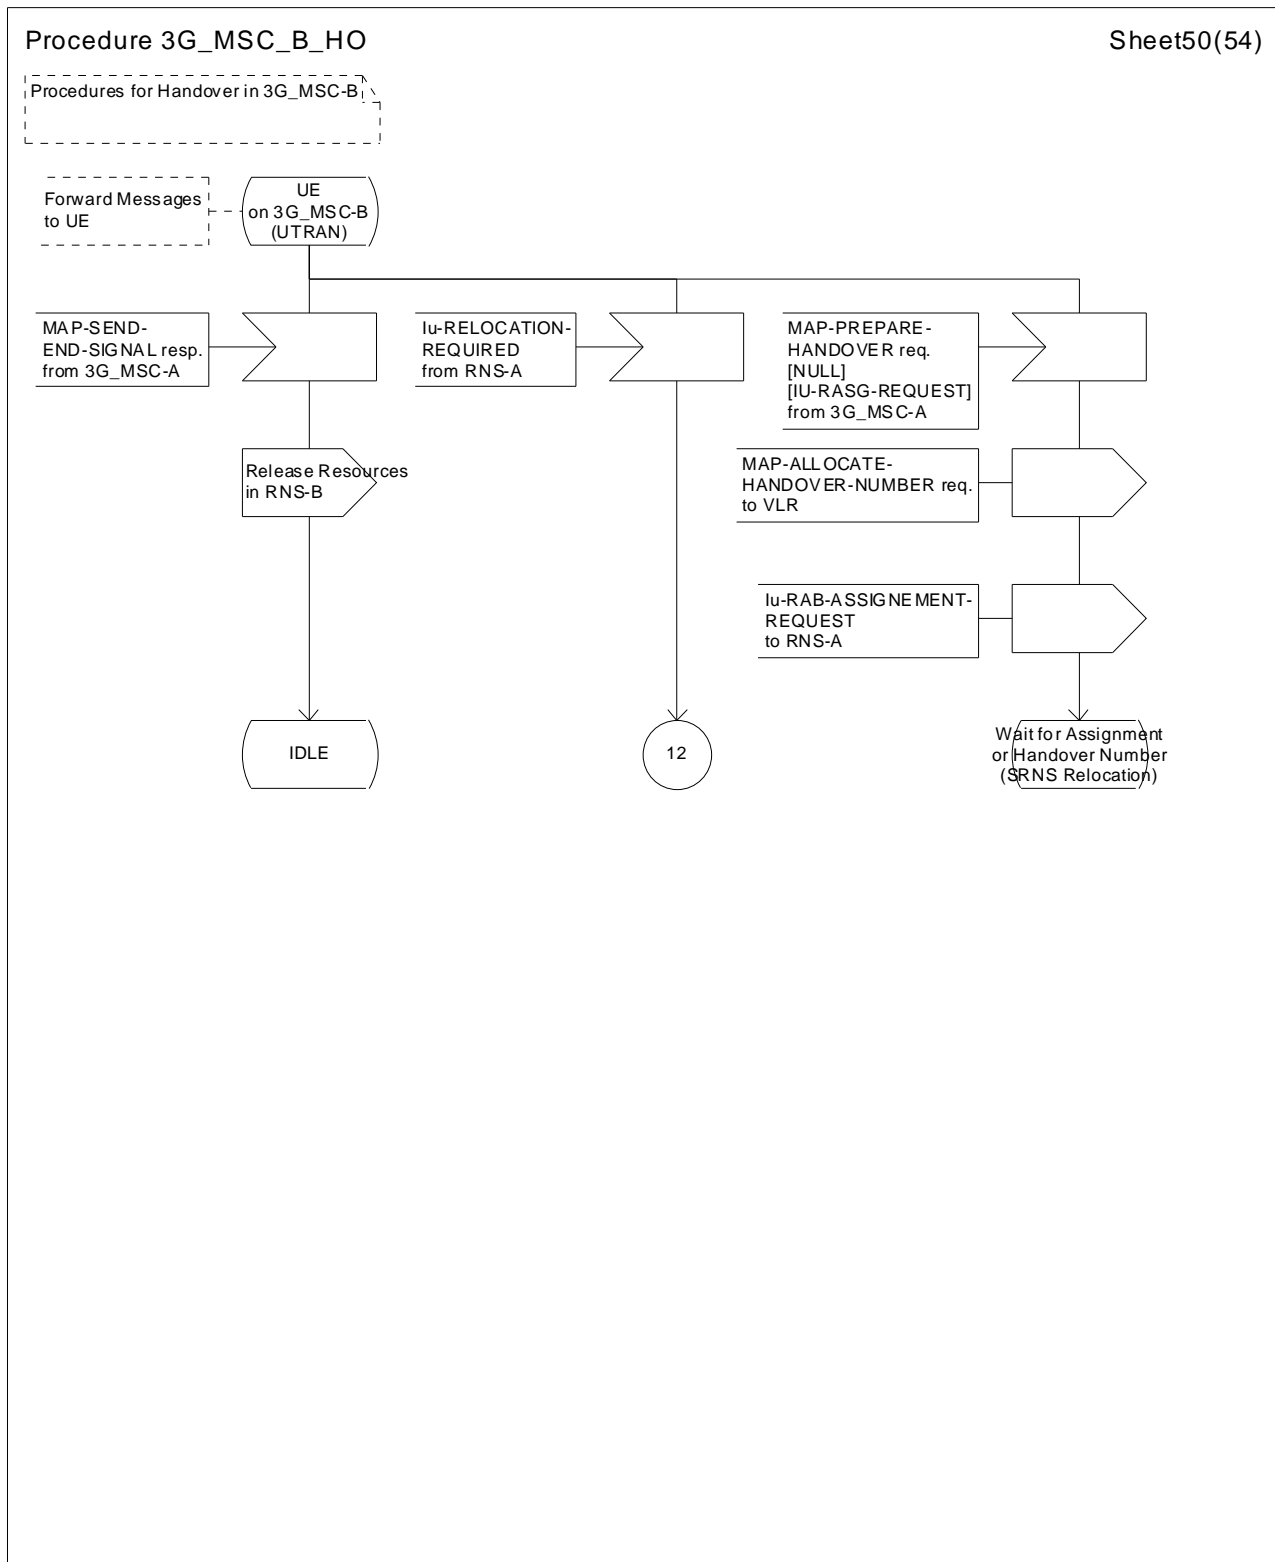 Procedure 3G_MSC_B_HO
Sheet50(54)
Procedures for Handover in 3G_MSC-B
Forward Messages
to UE
UE
on 3G_MSC-B
(UTRAN)
MAP-SEND-
END-SIGNAL resp.
from 3G_MSC-A
Iu-RELOCATION-
REQUIRED
from RNS-A
MAP-PREPARE-
HANDOVER req.
[NULL]
[IU-RASG-REQUEST]
from 3G_MSC-A
Release Resources
in RNS-B
MAP-ALLOCATE-
HANDOVER-NUMBER req.
to VLR
Iu-RAB-ASSIGNEMENT-
REQUEST
to RNS-A
IDLE
12
Wait for Assignment
or Handover Number
(SRNS Relocation)